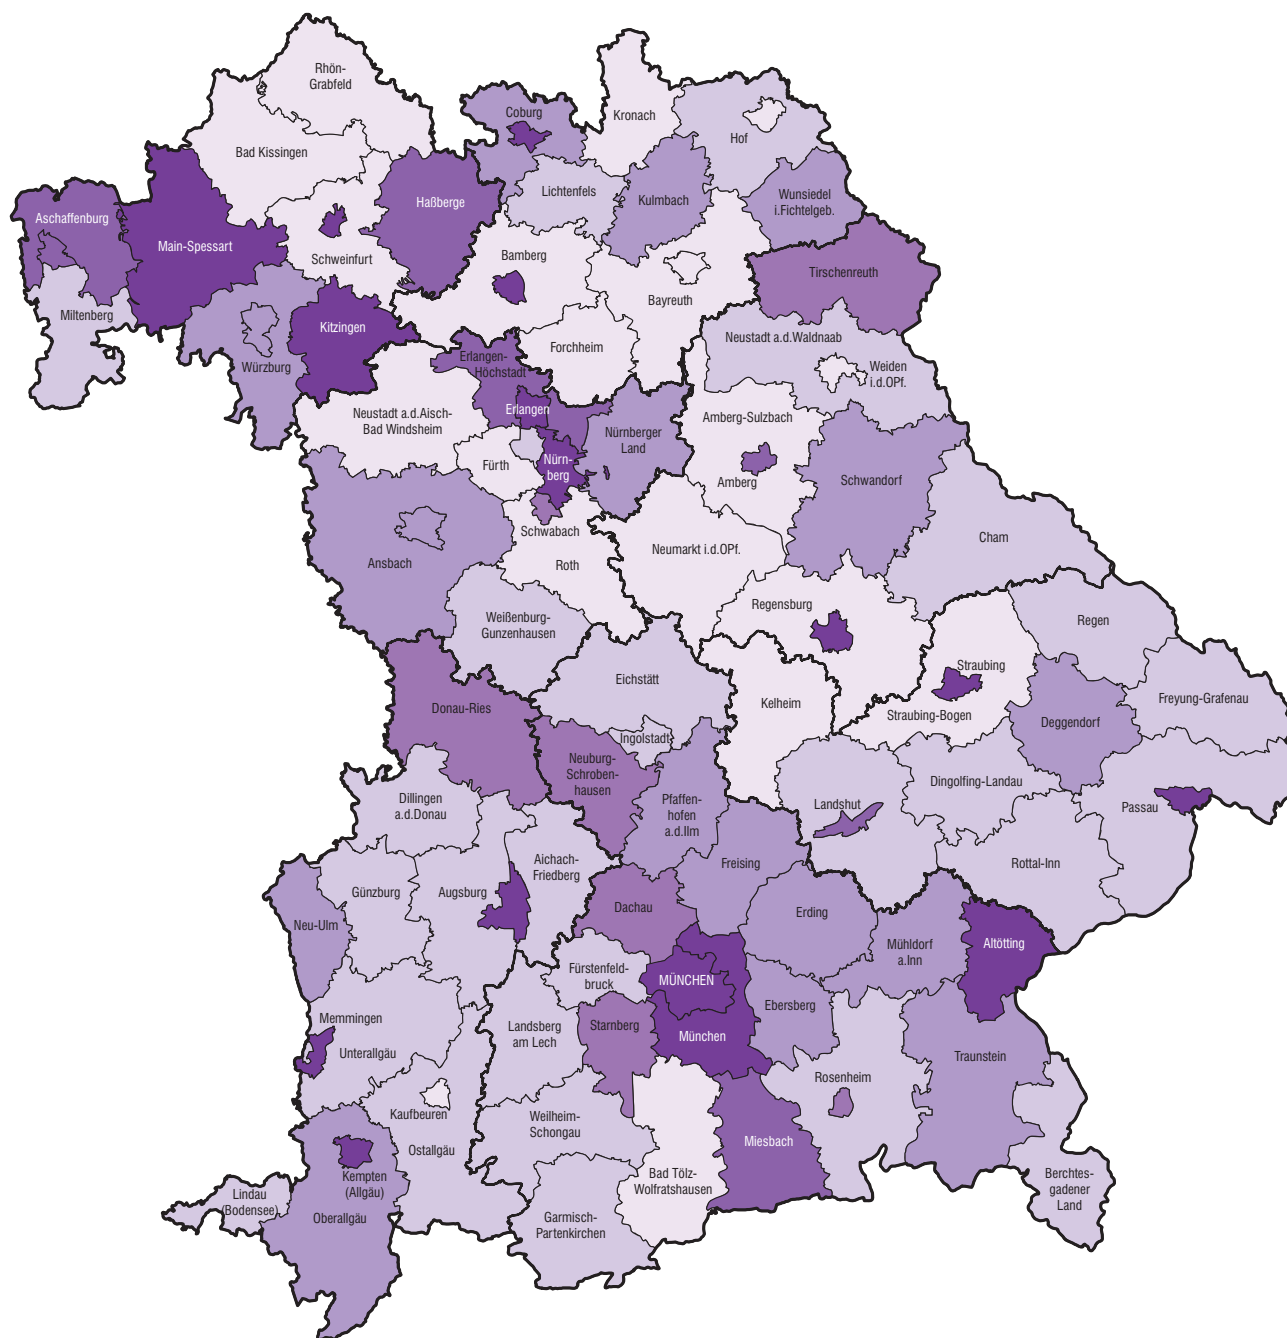 Rhön-
Grabfeld
Coburg
Kronach
Hof
Bad Kissingen
Lichtenfels
Kulmbach
Wunsiedel
i.Fichtelgeb.
Aschaffenburg
Haßberge
Main-Spessart
Schweinfurt
Bamberg
Tirschenreuth
Bayreuth
Miltenberg
Kitzingen
Neustadt a.d.Waldnaab
Würzburg
Forchheim
Erlangen-
Höchstadt
Weiden
i.d.OPf.
Neustadt a.d.Aisch-
Bad Windsheim
Erlangen
Amberg-Sulzbach
Nürnberger
Land
Fürth
Nürn-
berg
Amberg
Schwandorf
Schwabach
Cham
Ansbach
Roth
Neumarkt i.d.OPf.
Regensburg
Weißenburg-
Gunzenhausen
Regen
Straubing
Eichstätt
Freyung-Grafenau
Donau-Ries
Kelheim
Straubing-Bogen
Deggendorf
Ingolstadt
Neuburg-
Schroben-
hausen
Dingolfing-Landau
Dillingen
a.d.Donau
Pfaffen-
hofen
a.d.Ilm
Landshut
Passau
Aichach-
Friedberg
Freising
Rottal-Inn
Günzburg
Augsburg
Dachau
Erding
Neu-Ulm
Mühldorf
a.Inn
Altötting
Fürstenfeld-
bruck
MÜNCHEN
Ebersberg
Memmingen
Landsberg
am Lech
Starnberg
München
Unterallgäu
Traunstein
Rosenheim
Kaufbeuren
Weilheim-
Schongau
Miesbach
Ostallgäu
Kempten
(Allgäu)
Bad Tölz-
Wolfratshausen
Berchtes-
gadener
Land
Lindau
(Bodensee)
Oberallgäu
Garmisch-
Partenkirchen